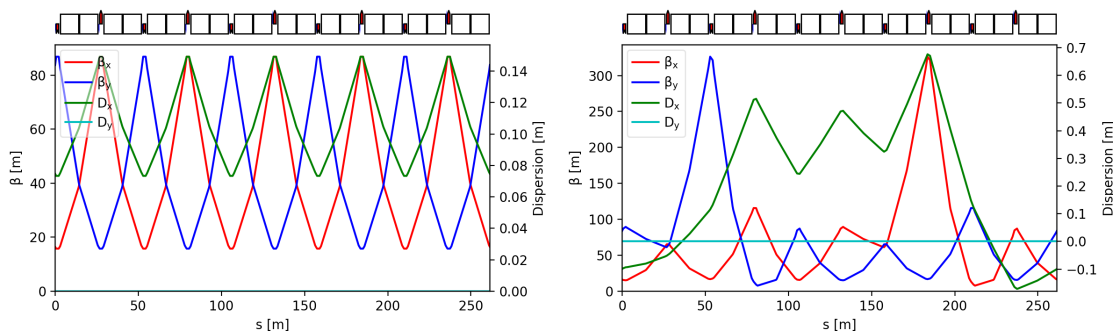 β [m]
80
60
40
20
0
βx
βy
Dx
Dy
0.14
0.12
0.10
0.08
0.06
0.04
0.02
0.00
Dispersion [m]
0 50 100 150 200 250
s [m]
β [m]
300
250
200
150
100
50
0
βx
βy
Dx
Dy
0.7
0.6
0.5
0.4
0.3
0.2
0.1
0.0
−0.1
Dispersion [m]
0 50 100 150 200 250
s [m]